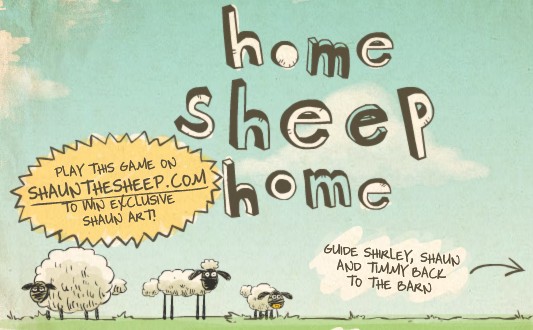 home
sheep
home
PLAY THIS GAME ON
SHAUNTHESHEEP.COM
TO WIN EXCLUSIVE
SHAUN ART!
GUIDE SHIRLEY, SHAUN
AND TIMMY BACK
TO THE BARN